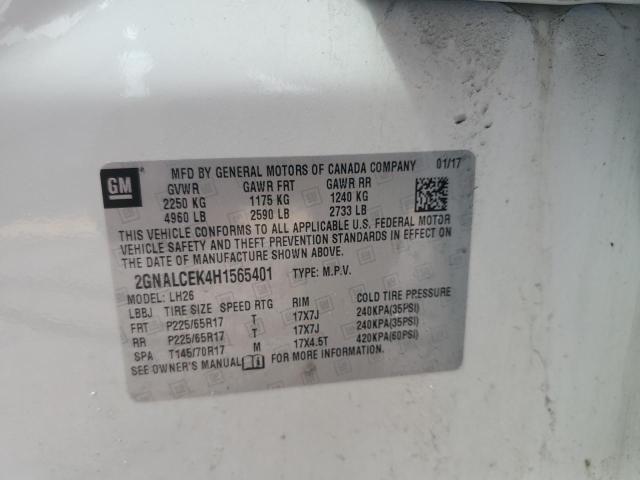 GM
MFD BY GENERAL MOTORS OF CANADA COMPANY 01/17
GVWR GAWR FRT GAWR RR
2250 KG 1175 KG 1240 KG
4960 LB 2590 LB 2733 LB
THIS VEHICLE CONFORMS TO ALL APPLICABLE U.S. FEDERAL MOTOR
VEHICLE SAFETY AND THEFT PREVENTION STANDARDS IN EFFECT ON
THE DATE OF MANUFACTURE SHOWN ABOVE.
2GNALCEK4H1565401 TYPE: M.P.V.
MODEL: LH26
LBBJ TIRE SIZE SPEED RTG RIM COLD TIRE PRESSURE
FRT P225/65R17 T 17X7J 240KPA(35PSI)
RR P225/65R17 T 17X7J 240KPA(35PSI)
SPA T145/70R17 M 17X4.5T 420KPA(60PSI)
SEE OWNER'S MANUAL FOR MORE INFORMATION.